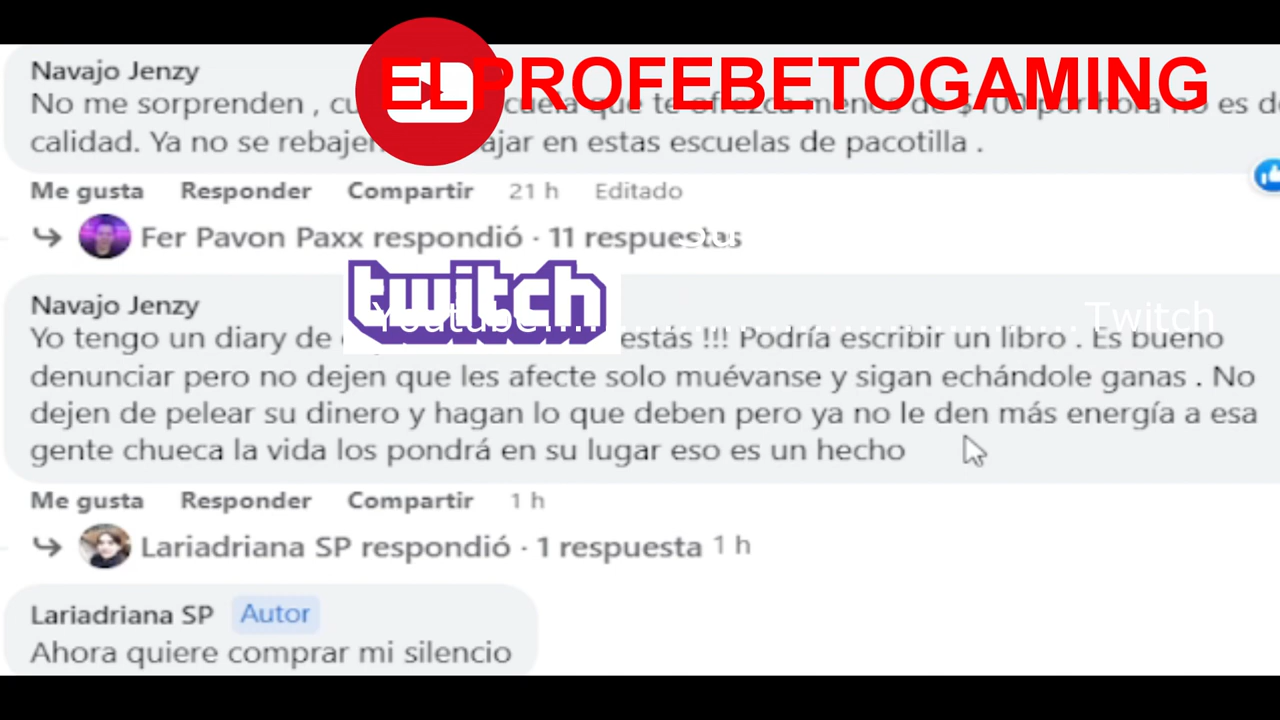 ELPROFEBETOGAMING
Navajo Jenzy
No me sorprenden , que te ofrezca menos de $100 por hora no es de
calidad. Ya no se rebajen ajar en estas escuelas de pacotilla .
Me gusta Responder Compartir 21 h Editado
Fer Pavon Paxx respondió · 11 respuestas
Navajo Jenzy
twitch
Youtube................................................ Twitch
Yo tengo un diary de estás !!! Podría escribir un libro . Es bueno
denunciar pero no dejen que les afecte solo muévanse y sigan echándole ganas . No
dejen de pelear su dinero y hagan lo que deben pero ya no le den más energía a esa
gente chueca la vida los pondrá en su lugar eso es un hecho
Me gusta Responder Compartir 1 h
Lariadriana SP respondió · 1 respuesta 1 h
Lariadriana SP Autor
Ahora quiere comprar mi silencio